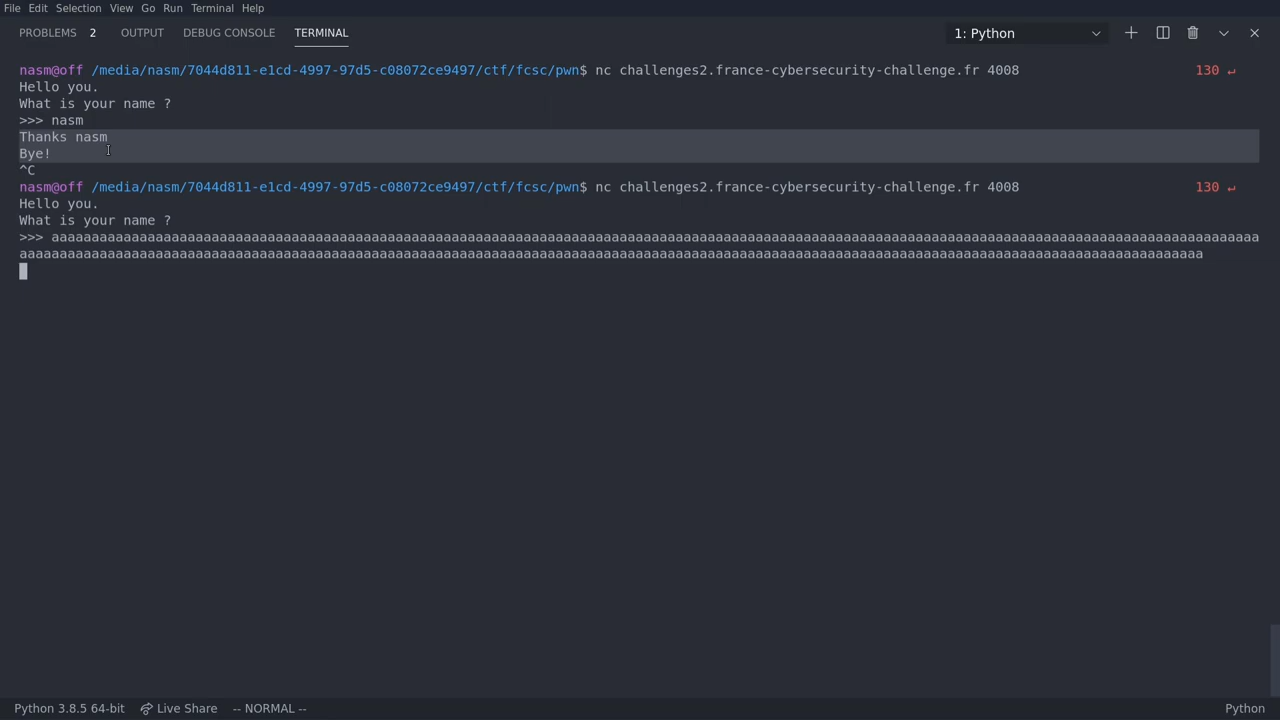 File Edit Selection View Go Run Terminal Help
PROBLEMS 2 OUTPUT DEBUG CONSOLE TERMINAL 1: Python
nasm@off /media/nasm/7044d811-e1cd-4997-97d5-c08072ce9497/ctf/fcsc/pwn$ nc challenges2.france-cybersecurity-challenge.fr 4008 130 ↵
Hello you.
What is your name ?
>>> nasm
Thanks nasm
Bye!
^C
nasm@off /media/nasm/7044d811-e1cd-4997-97d5-c08072ce9497/ctf/fcsc/pwn$ nc challenges2.france-cybersecurity-challenge.fr 4008 130 ↵
Hello you.
What is your name ?
>>> aaaaaaaaaaaaaaaaaaaaaaaaaaaaaaaaaaaaaaaaaaaaaaaaaaaaaaaaaaaaaaaaaaaaaaaaaaaaaaaaaaaaaaaaaaaaaaaaaaaaaaaaaaaaaaaaaaaaaaaaaaaaaaaaaaaaaaaaaaaaaaaaaaaaaaa
aaaaaaaaaaaaaaaaaaaaaaaaaaaaaaaaaaaaaaaaaaaaaaaaaaaaaaaaaaaaaaaaaaaaaaaaaaaaaaaaaaaaaaaaaaaaaaaaaaaaaaaaaaaaaaaaaaaaaaaaaaaaaaaaaaaaaaaaaaaaaaaaaaaa
Python 3.8.5 64-bit Live Share -- NORMAL -- Python